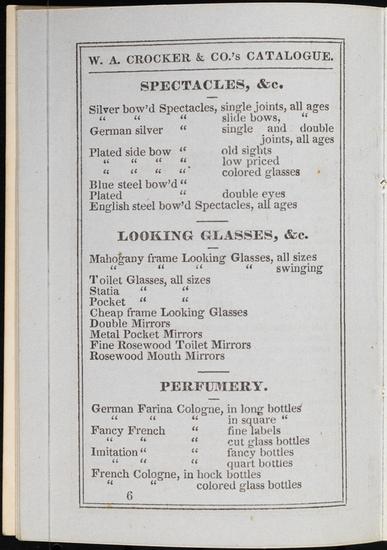 W. A. CROCKER & CO.'s CATALOGUE.
SPECTACLES, &c.
Silver bow'd Spectacles, single joints, all ages
" " " slide bows, "
German silver " single and double
joints, all ages
Plated side bow " old sights
" " " " low priced
" " " " colored glasses
Blue steel bow'd "
Plated " double eyes
English steel bow'd Spectacles, all ages
LOOKING GLASSES, &c.
Mahogany frame Looking Glasses, all sizes
" " " " swinging
Toilet Glasses, all sizes
Statia " "
Pocket " "
Cheap frame Looking Glasses
Double Mirrors
Metal Pocket Mirrors
Fine Rosewood Toilet Mirrors
Rosewood Mouth Mirrors
PERFUMERY.
German Farina Cologne, in long bottles
" " " in square "
Fancy French " fine labels
" " " cut glass bottles
Imitation " " fancy bottles
" " " quart bottles
French Cologne, in hock bottles
" " colored glass bottles
6